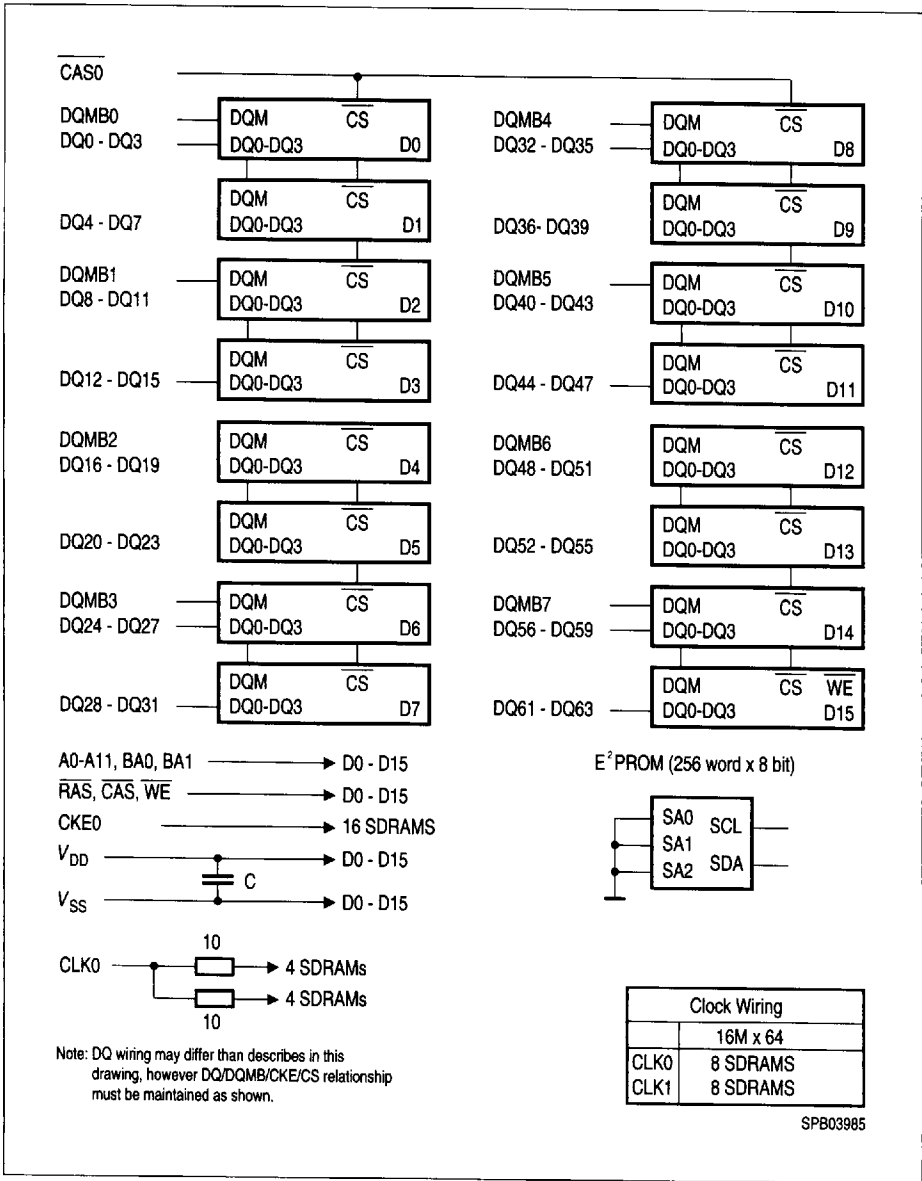 CAS0
DQMB0
DQ0 - DQ3
DQM CS
DQ0-DQ3 D0
DQ4 - DQ7
DQM CS
DQ0-DQ3 D1
DQMB1
DQ8 - DQ11
DQM CS
DQ0-DQ3 D2
DQ12 - DQ15
DQM CS
DQ0-DQ3 D3
DQMB2
DQ16 - DQ19
DQM CS
DQ0-DQ3 D4
DQ20 - DQ23
DQM CS
DQ0-DQ3 D5
DQMB3
DQ24 - DQ27
DQM CS
DQ0-DQ3 D6
DQ28 - DQ31
DQM CS
DQ0-DQ3 D7
DQMB4
DQ32 - DQ35
DQM CS
DQ0-DQ3 D8
DQ36- DQ39
DQM CS
DQ0-DQ3 D9
DQMB5
DQ40 - DQ43
DQM CS
DQ0-DQ3 D10
DQ44 - DQ47
DQM CS
DQ0-DQ3 D11
DQMB6
DQ48 - DQ51
DQM CS
DQ0-DQ3 D12
DQ52 - DQ55
DQM CS
DQ0-DQ3 D13
DQMB7
DQ56 - DQ59
DQM CS
DQ0-DQ3 D14
DQ61 - DQ63
DQM CS WE
DQ0-DQ3 D15
A0-A11, BA0, BA1 D0 - D15
RAS, CAS, WE D0 - D15
CKE0 16 SDRAMS
VDD D0 - D15
C
VSS D0 - D15
10
CLK0 4 SDRAMs
4 SDRAMs
10
Note: DQ wiring may differ than describes in this
drawing, however DQ/DQMB/CKE/CS relationship
must be maintained as shown.
E²PROM (256 word x 8 bit)
SA0 SCL
SA1
SA2 SDA
Clock Wiring
16M x 64
CLK0 8 SDRAMS
CLK1 8 SDRAMS
SPB03985